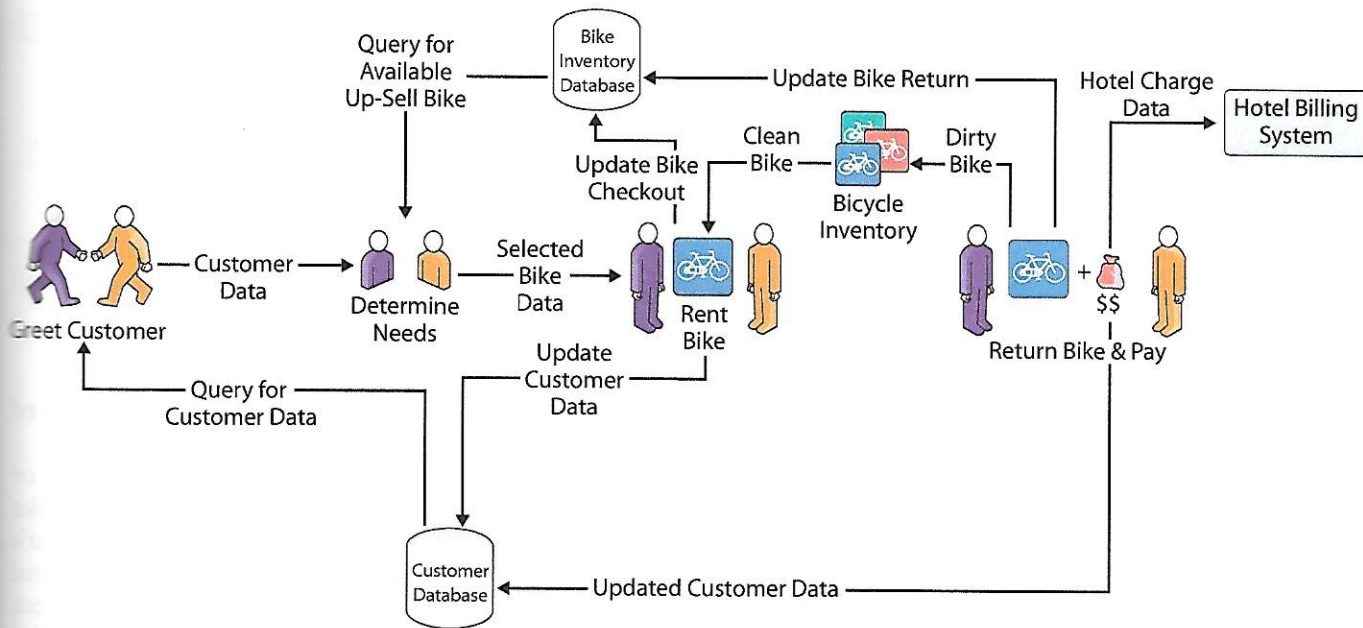 Query for
Available
Up-Sell Bike
Bike
Inventory
Database
Update Bike Return
Hotel Charge
Data
Hotel Billing
System
Clean
Bike
Dirty
Bike
Update Bike
Checkout
Bicycle
Inventory
Customer
Data
Selected
Bike
Data
+
$$
Greet Customer
Determine
Needs
Rent
Bike
Return Bike & Pay
Update
Customer
Data
Query for
Customer Data
Customer
Database
Updated Customer Data